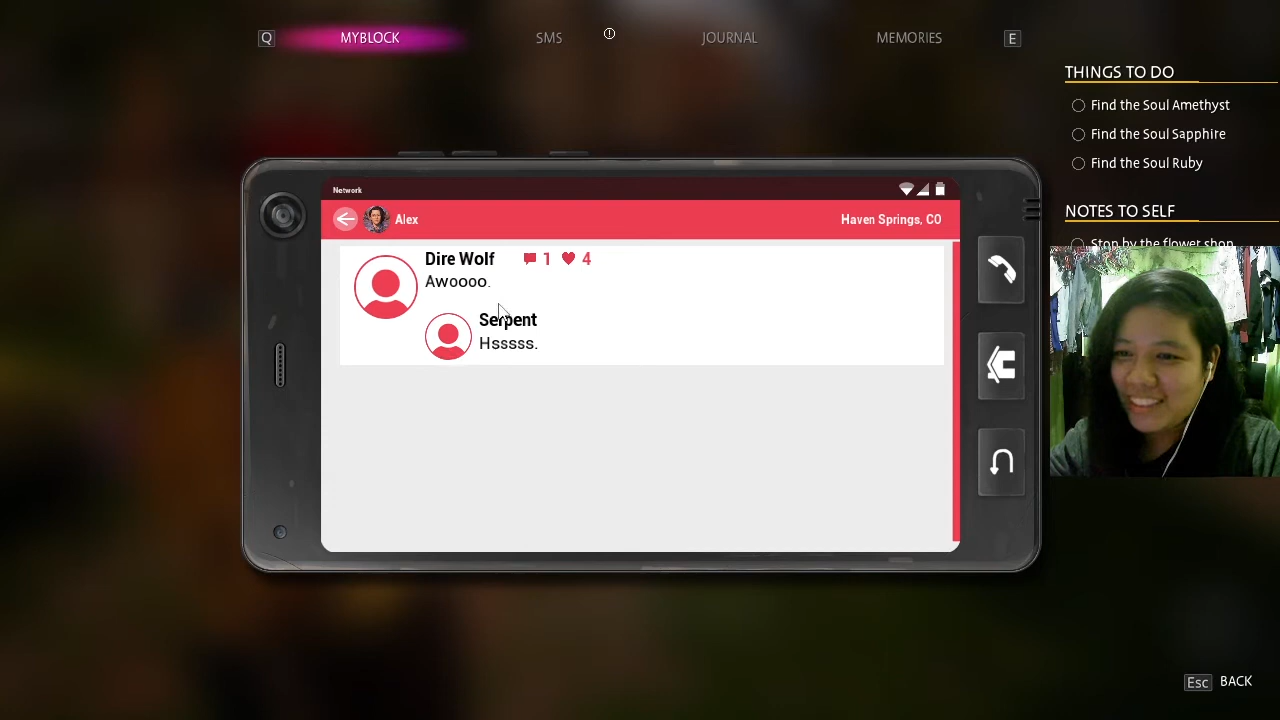 Q MYBLOCK SMS JOURNAL MEMORIES E
THINGS TO DO
Find the Soul Amethyst
Find the Soul Sapphire
Find the Soul Ruby
NOTES TO SELF
Stop by the flower shop
Network
Alex Haven Springs, CO
Dire Wolf 1 4
Awoooo.
Serpent
Hsssss.
Esc BACK